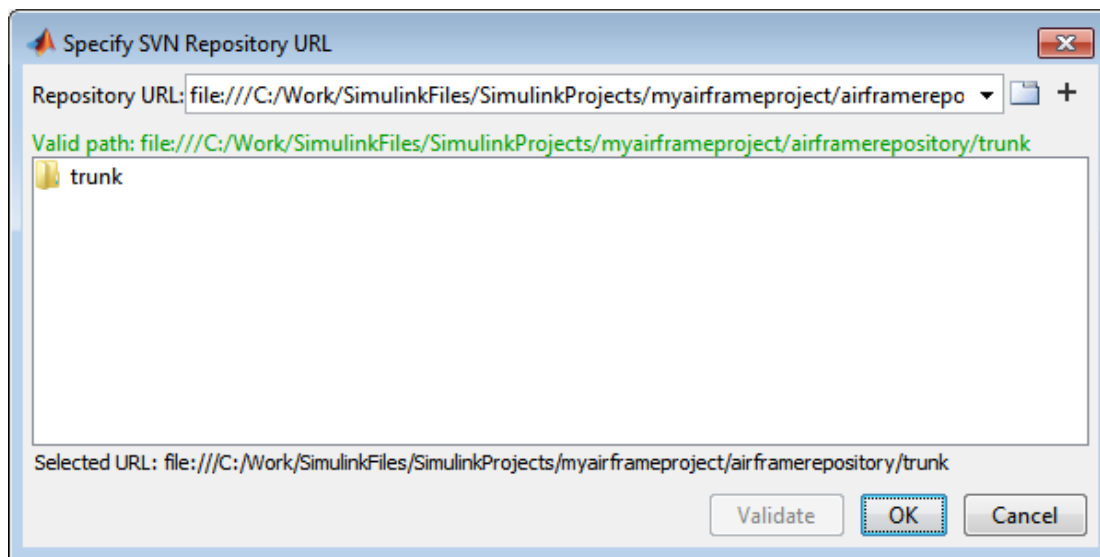 Specify SVN Repository URL
Repository URL: file:///C:/Work/SimulinkFiles/SimulinkProjects/myairframeproject/airframerepo
Valid path: file:///C:/Work/SimulinkFiles/SimulinkProjects/myairframeproject/airframerepository/trunk
trunk
Selected URL: file:///C:/Work/SimulinkFiles/SimulinkProjects/myairframeproject/airframerepository/trunk
Validate OK Cancel